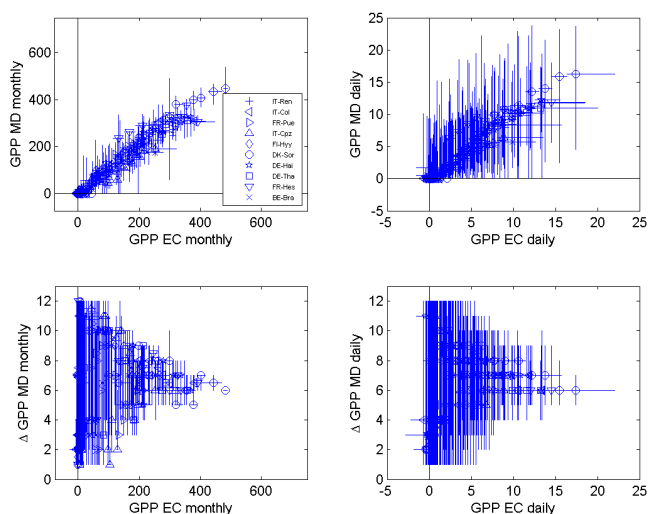 600
400
200
0
0 200 400 600
GPP MD monthly
GPP EC monthly
IT-Ren
IT-Col
FR-Pue
IT-Cpz
FI-Hyy
DK-Sor
DE-Hai
DE-Tha
FR-Hes
BE-Bra
25
20
15
10
5
0
-5
-5 0 5 10 15 20 25
GPP MD daily
GPP EC daily
12
10
8
6
4
2
0
0 200 400 600
Δ GPP MD monthly
GPP EC monthly
12
10
8
6
4
2
0
-5 0 5 10 15 20 25
Δ GPP MD daily
GPP EC daily